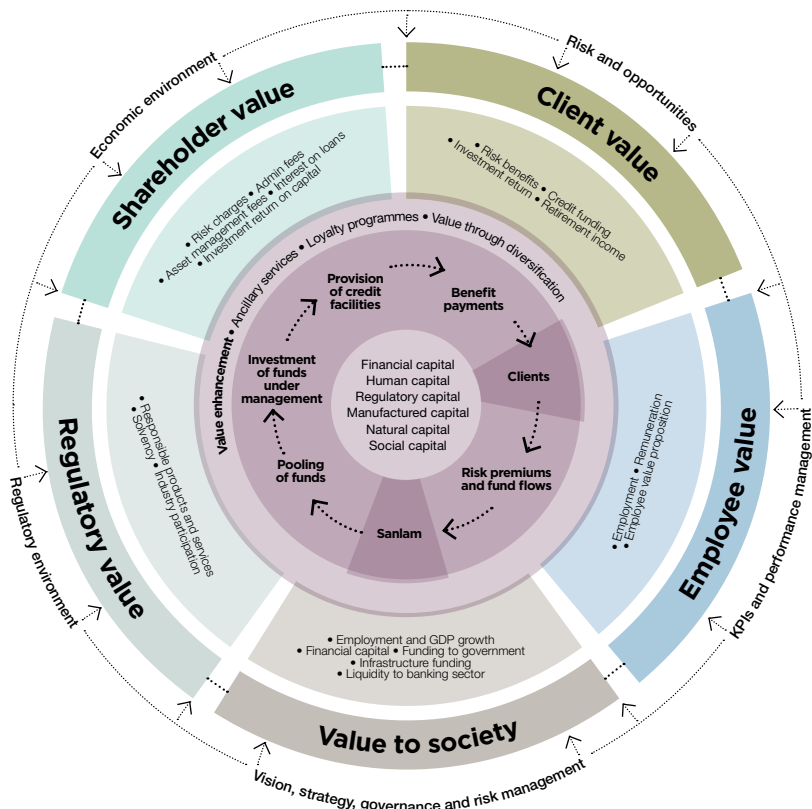 Economic environment
Risk and opportunities
KPIs and performance management
Vision, strategy, governance and risk management
Regulatory environment
Shareholder value
• Risk charges • Admin fees
• Asset management fees • Interest on loans
• Investment return on capital
Client value
• Risk benefits • Credit funding
• Investment return • Retirement income
Employee value
• Employment • Remuneration
• Employee value proposition
Value to society
• Employment and GDP growth
• Financial capital • Funding to government
• Infrastructure funding
• Liquidity to banking sector
Regulatory value
• Responsible products and services
• Solvency • Industry participation
Value enhancement • Ancillary services • Loyalty programmes • Value through diversification
Provision
of credit
facilities
Benefit
payments
Clients
Risk premiums
and fund flows
Sanlam
Pooling
of funds
Investment
of funds
under
management
Financial capital
Human capital
Regulatory capital
Manufactured capital
Natural capital
Social capital